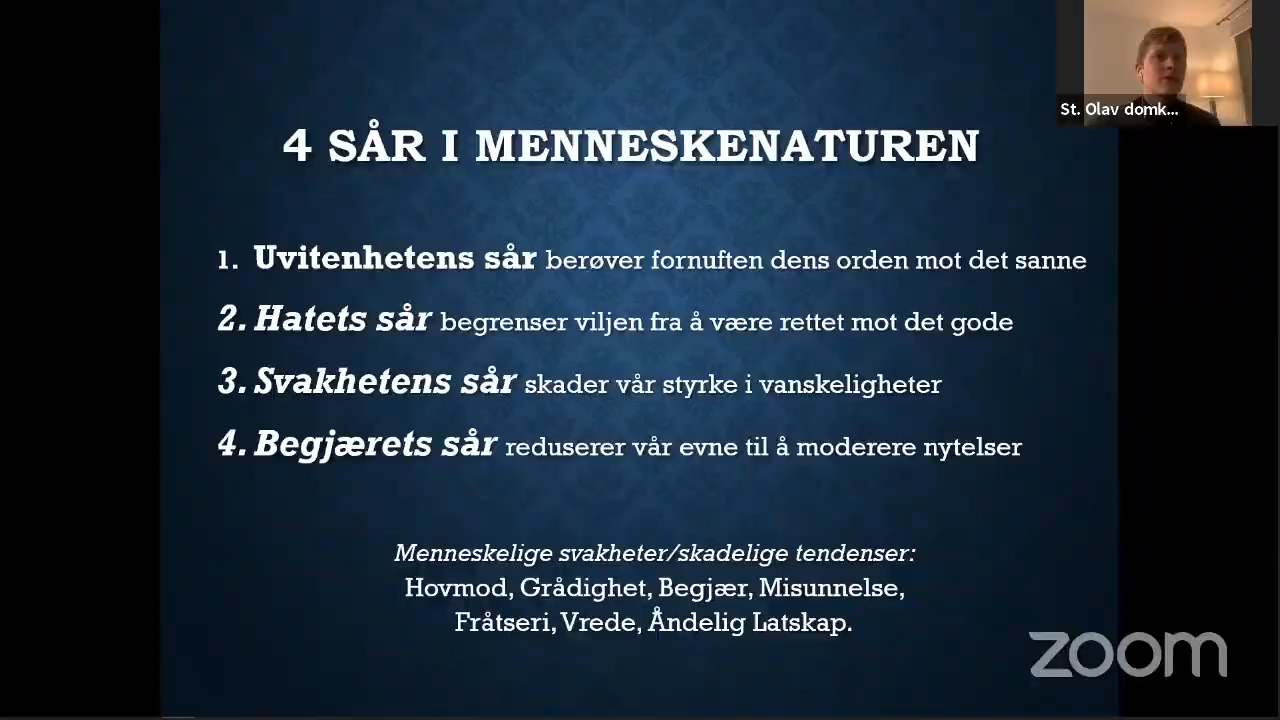 St. Olav domk...
4 SÅR I MENNESKENATUREN
1. Uvitenhetens sår berøver fornuften dens orden mot det sanne
2. Hatets sår begrenser viljen fra å være rettet mot det gode
3. Svakhetens sår skader vår styrke i vanskeligheter
4. Begjærets sår reduserer vår evne til å moderere nytelser
Menneskelige svakheter/skadelige tendenser:
Hovmod, Grådighet, Begjær, Misunnelse,
Fråtseri, Vrede, Åndelig Latskap.
zoom